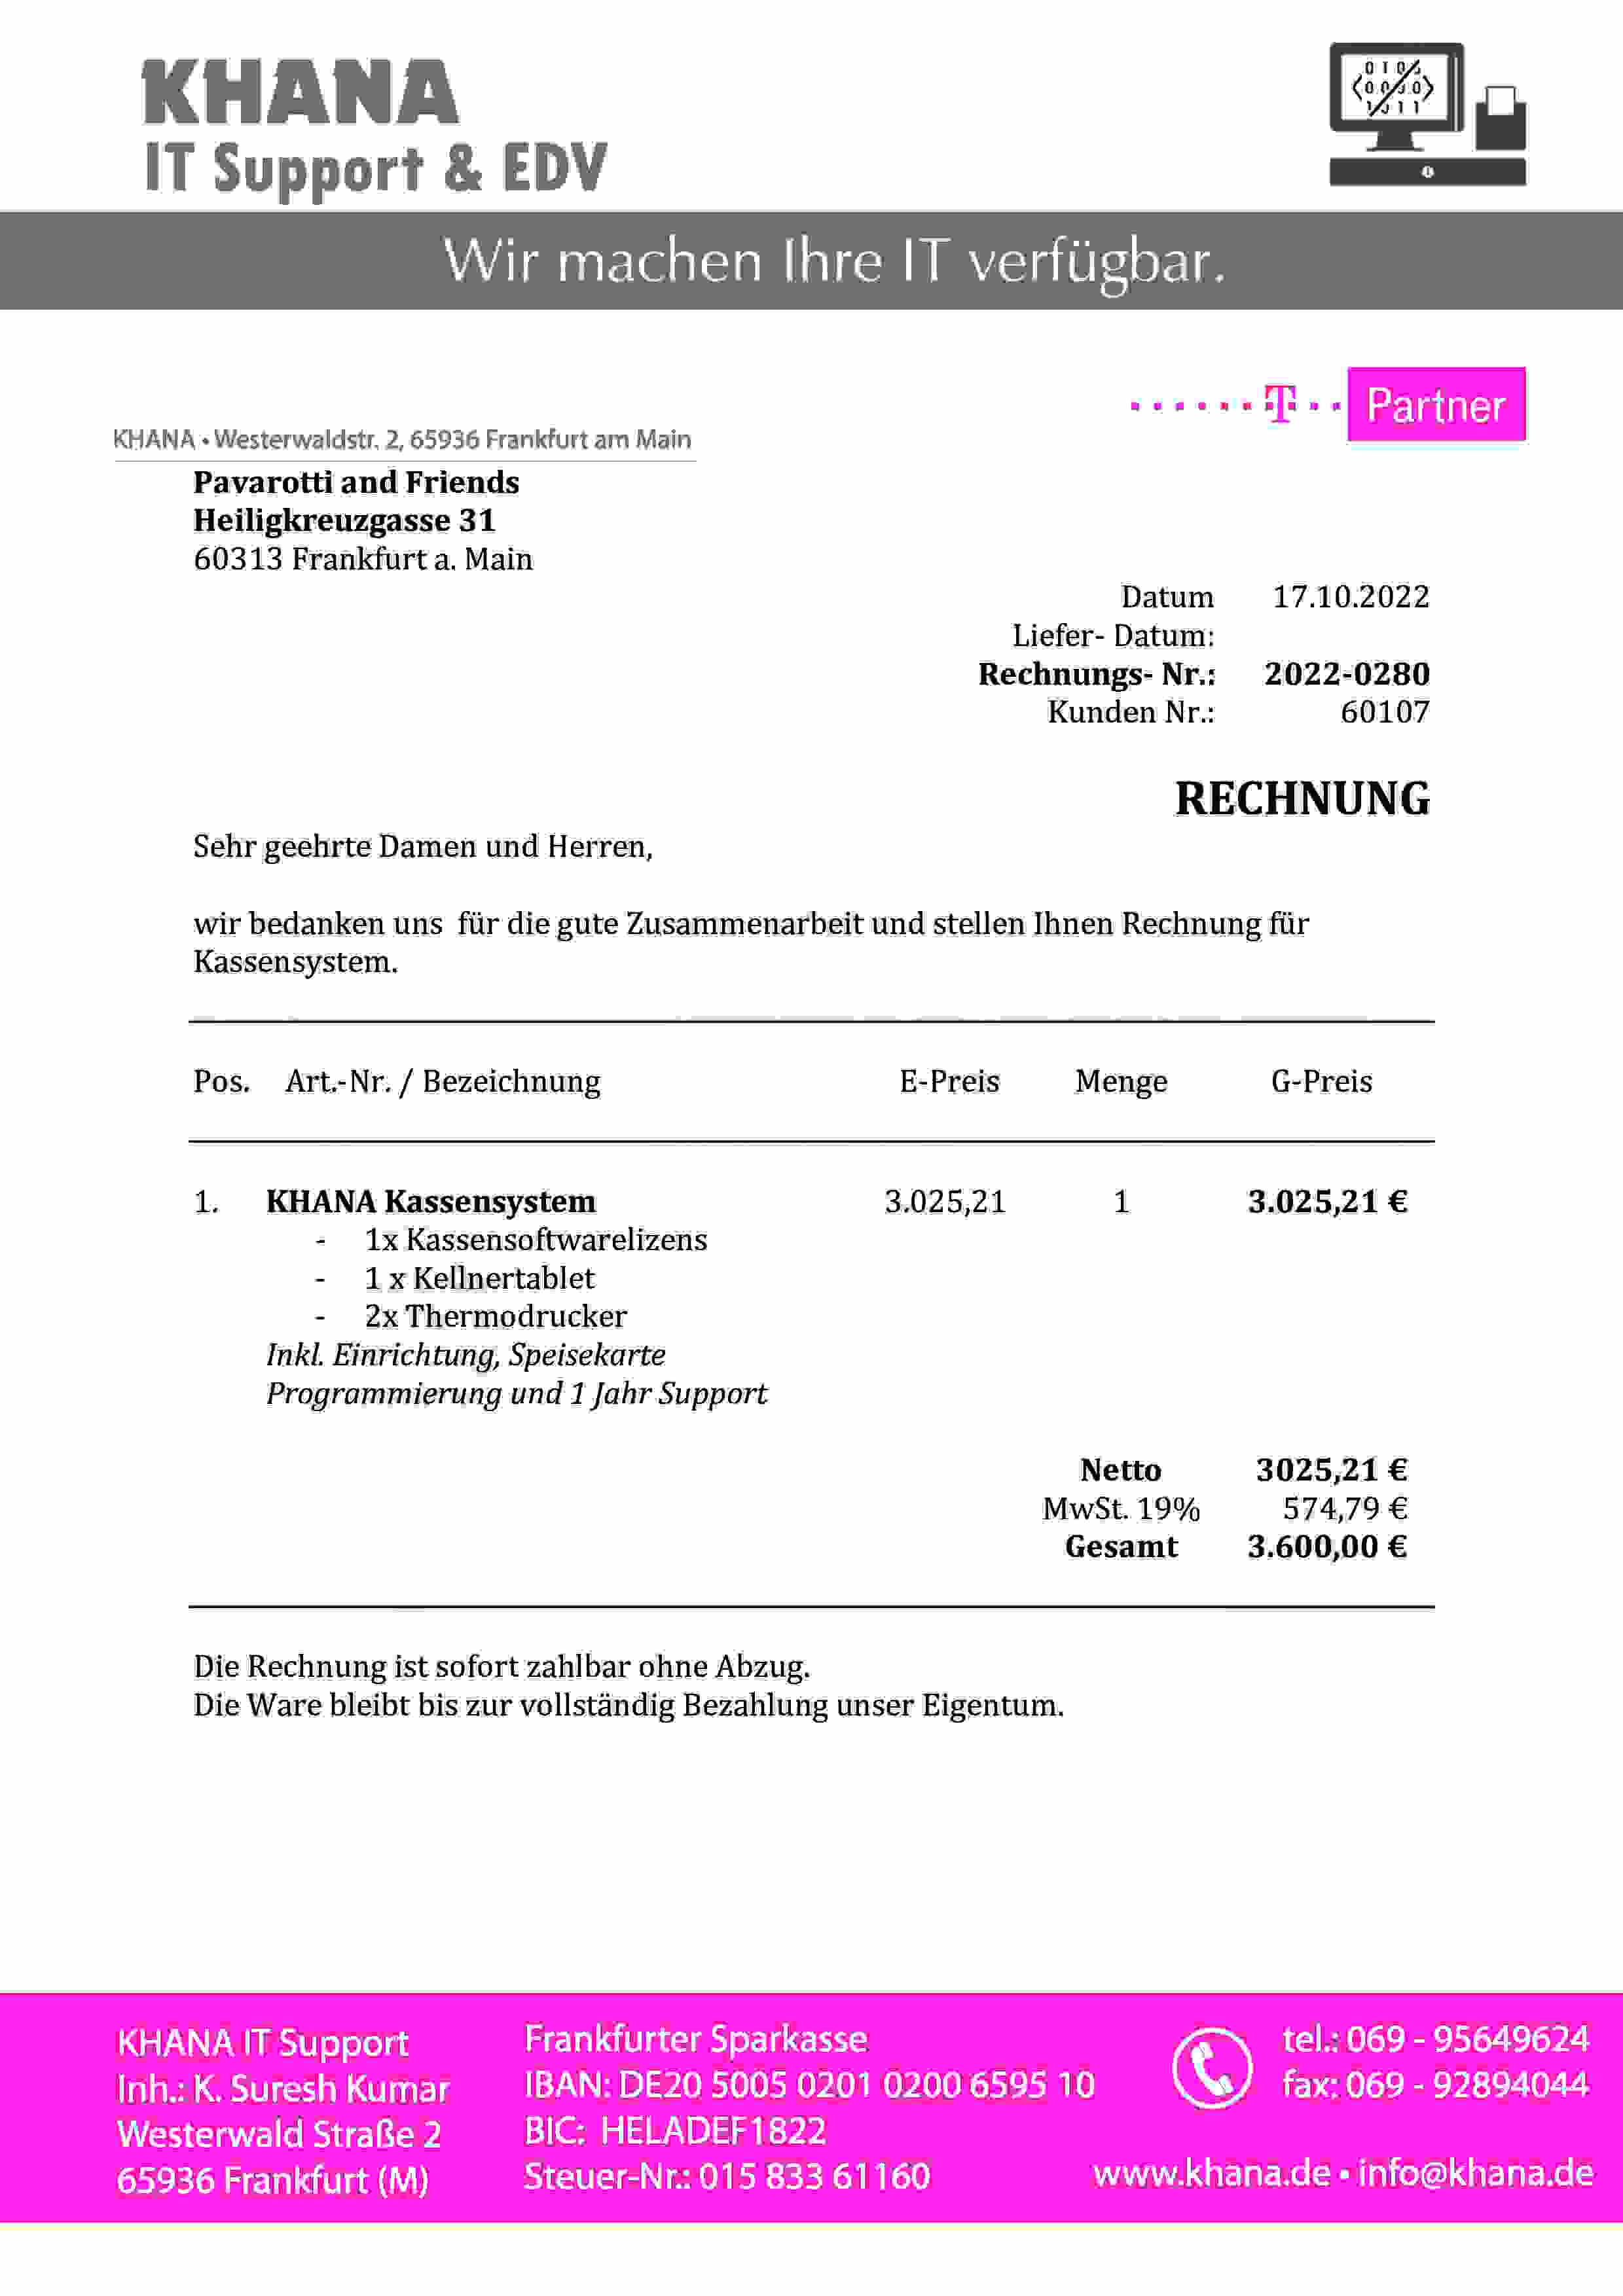 KHANA
IT Support & EDV
Wir machen Ihre IT verfügbar.
T Partner
KHANA • Westerwaldstr. 2, 65936 Frankfurt am Main
Pavarotti and Friends
Heiligkreuzgasse 31
60313 Frankfurt a. Main
Datum 17.10.2022
Liefer- Datum:
Rechnungs- Nr.: 2022-0280
Kunden Nr.: 60107
RECHNUNG
Sehr geehrte Damen und Herren,
wir bedanken uns für die gute Zusammenarbeit und stellen Ihnen Rechnung für
Kassensystem.
Pos. Art.-Nr. / Bezeichnung E-Preis Menge G-Preis
1. KHANA Kassensystem 3.025,21 1 3.025,21 €
- 1x Kassensoftwarelizens
- 1 x Kellnertablet
- 2x Thermodrucker
Inkl. Einrichtung, Speisekarte
Programmierung und 1 Jahr Support
Netto 3025,21 €
MwSt. 19% 574,79 €
Gesamt 3.600,00 €
Die Rechnung ist sofort zahlbar ohne Abzug.
Die Ware bleibt bis zur vollständig Bezahlung unser Eigentum.
KHANA IT Support
Inh.: K. Suresh Kumar
Westerwald Straße 2
65936 Frankfurt (M)
Frankfurter Sparkasse
IBAN: DE20 5005 0201 0200 6595 10
BIC: HELADEF1822
Steuer-Nr.: 015 833 61160
tel.: 069 - 95649624
fax: 069 - 92894044
www.khana.de • info@khana.de